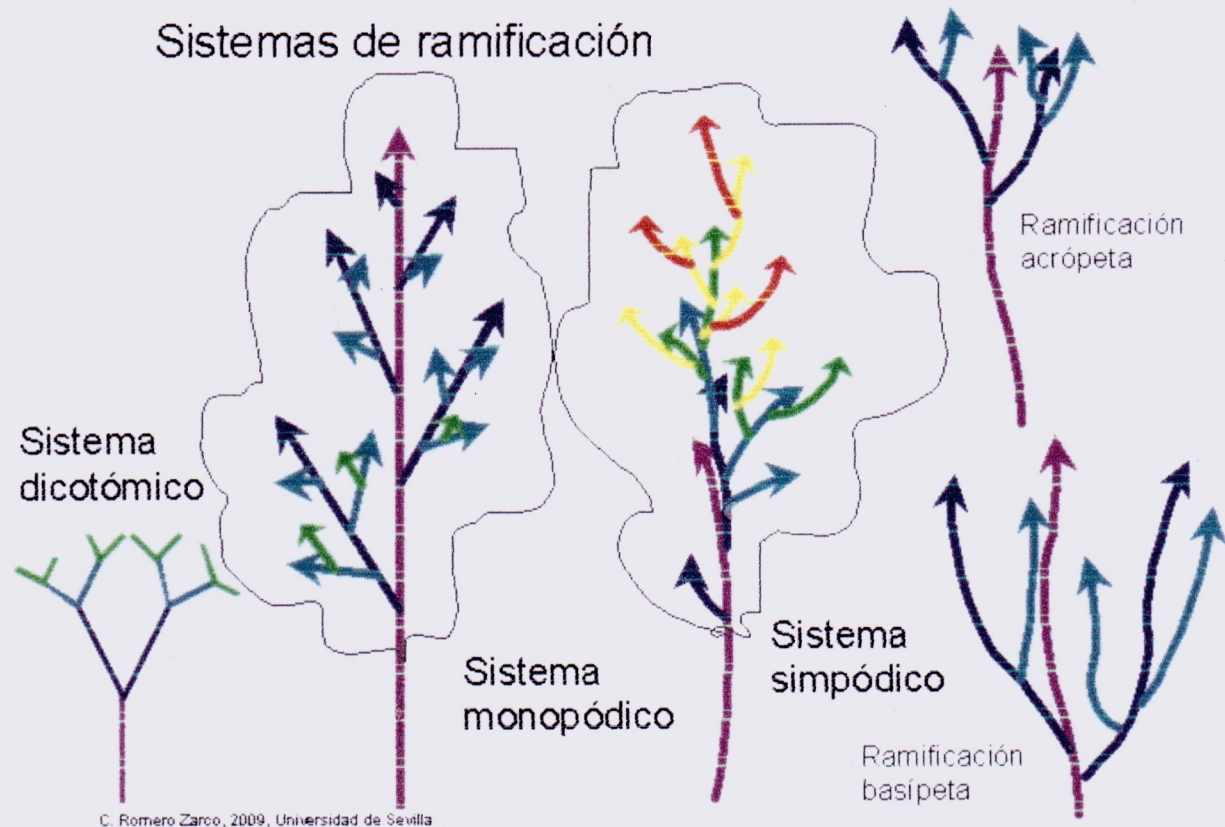 Sistemas de ramificación
Ramificación
acrópeta
Sistema
dicotómico
Sistema
monopódico
Sistema
simpódico
Ramificación
basípeta
C. Romero Zarco, 2009, Universidad de Sevilla